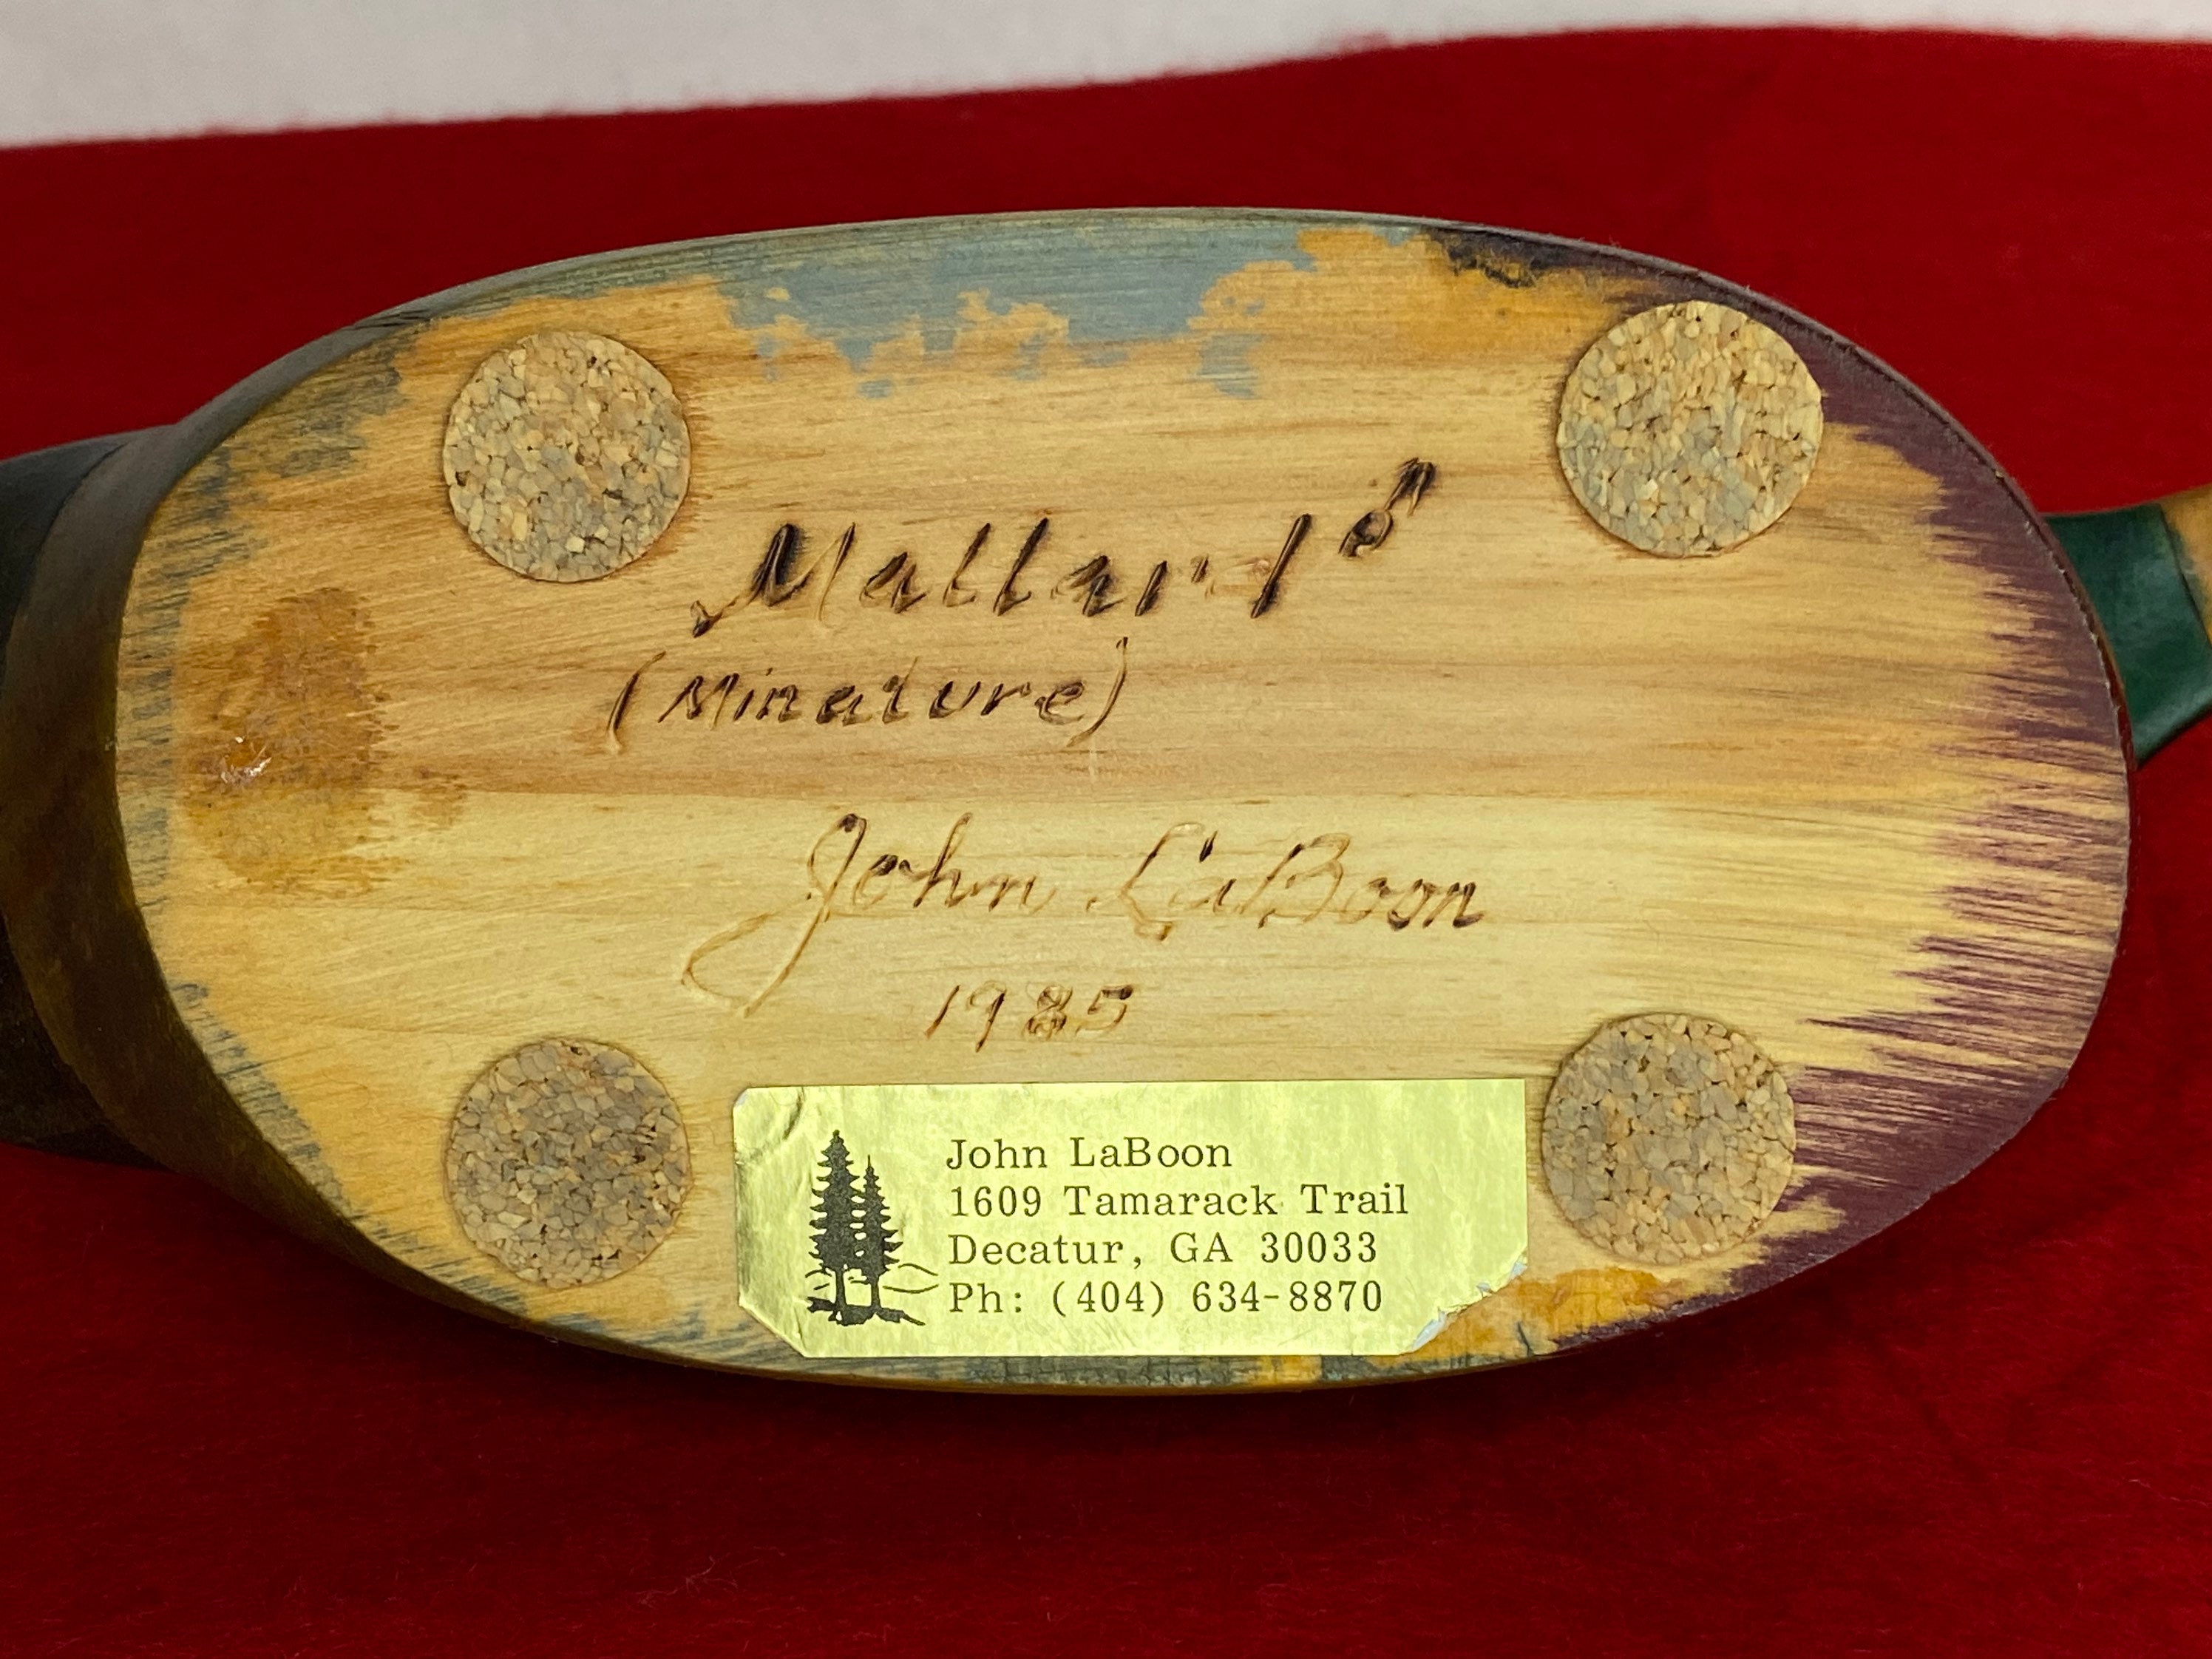 Mallard ♂
(Minature)
John LaBoon
1985
John LaBoon
1609 Tamarack Trail
Decatur, GA 30033
Ph: (404) 634-8870